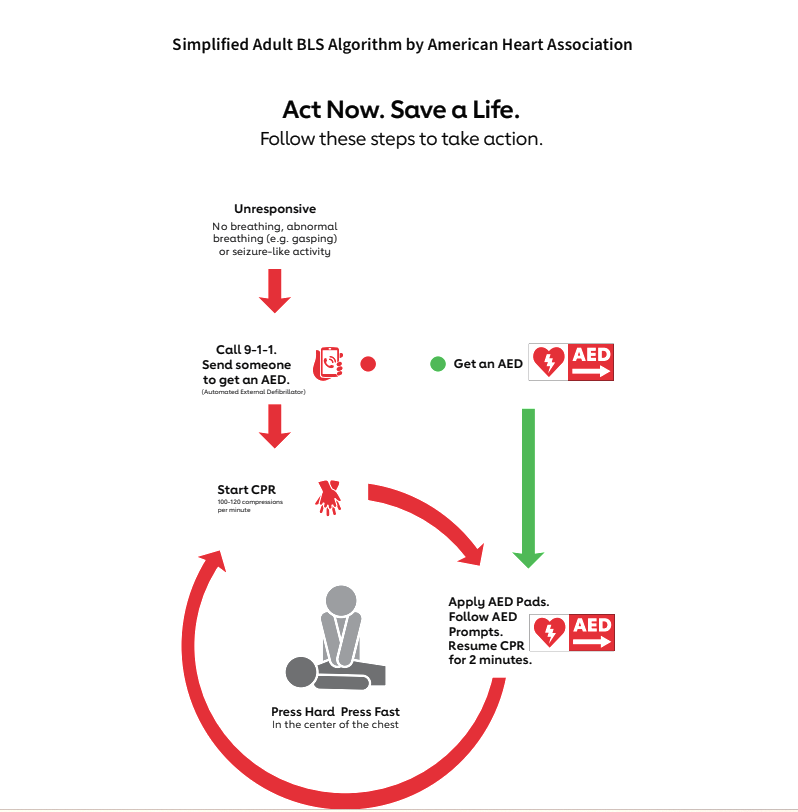 Simplified Adult BLS Algorithm by American Heart Association
Act Now. Save a Life.
Follow these steps to take action.
Unresponsive
No breathing, abnormal
breathing (e.g. gasping)
or seizure-like activity
Call 9-1-1.
Send someone
to get an AED.
(Automated External Defibrillator)
Get an AED
AED
Start CPR
100-120 compressions
per minute
Apply AED Pads.
Follow AED
Prompts.
Resume CPR
for 2 minutes.
AED
Press Hard Press Fast
In the center of the chest